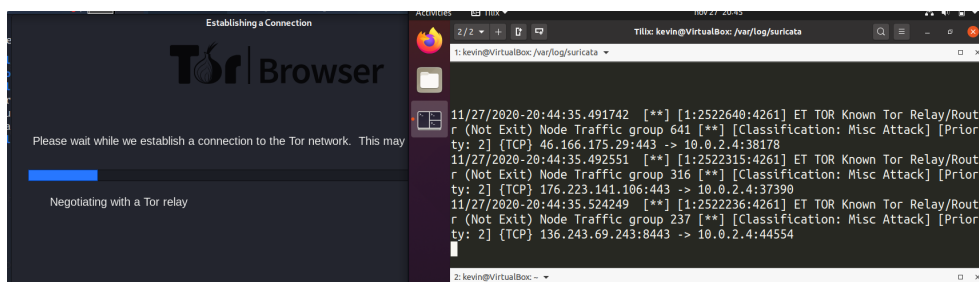 Establishing a Connection
Tor Browser
Please wait while we establish a connection to the Tor network. This may
Negotiating with a Tor relay
Activities
Tilix
nov 27 20:45
2/2
Tilix: kevin@VirtualBox: /var/log/suricata
1: kevin@VirtualBox: /var/log/suricata
11/27/2020-20:44:35.491742 [**] [1:2522640:4261] ET TOR Known Tor Relay/Rout
r (Not Exit) Node Traffic group 641 [**] [Classification: Misc Attack] [Prior
ty: 2] {TCP} 46.166.175.29:443 -> 10.0.2.4:38178
11/27/2020-20:44:35.492551 [**] [1:2522315:4261] ET TOR Known Tor Relay/Rout
r (Not Exit) Node Traffic group 316 [**] [Classification: Misc Attack] [Prior
ty: 2] {TCP} 176.223.141.106:443 -> 10.0.2.4:37390
11/27/2020-20:44:35.524249 [**] [1:2522236:4261] ET TOR Known Tor Relay/Rout
r (Not Exit) Node Traffic group 237 [**] [Classification: Misc Attack] [Prior
ty: 2] {TCP} 136.243.69.243:8443 -> 10.0.2.4:44554
2: kevin@VirtualBox: ~